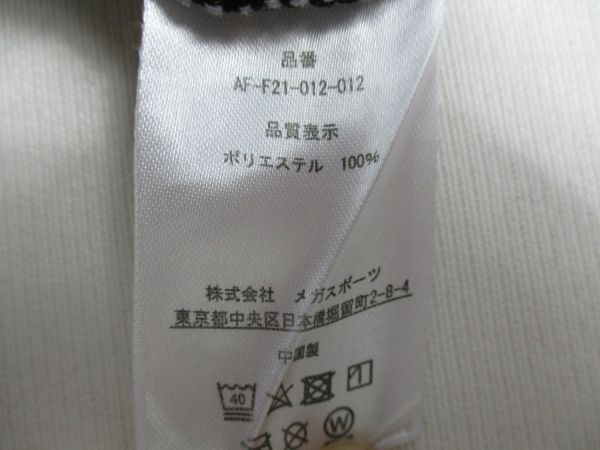 品番
AF-F21-012-012
品質表示
ポリエステル 100%
株式会社 メガスポーツ
東京都中央区日本橋堀留町2-8-4
中国製
40
W